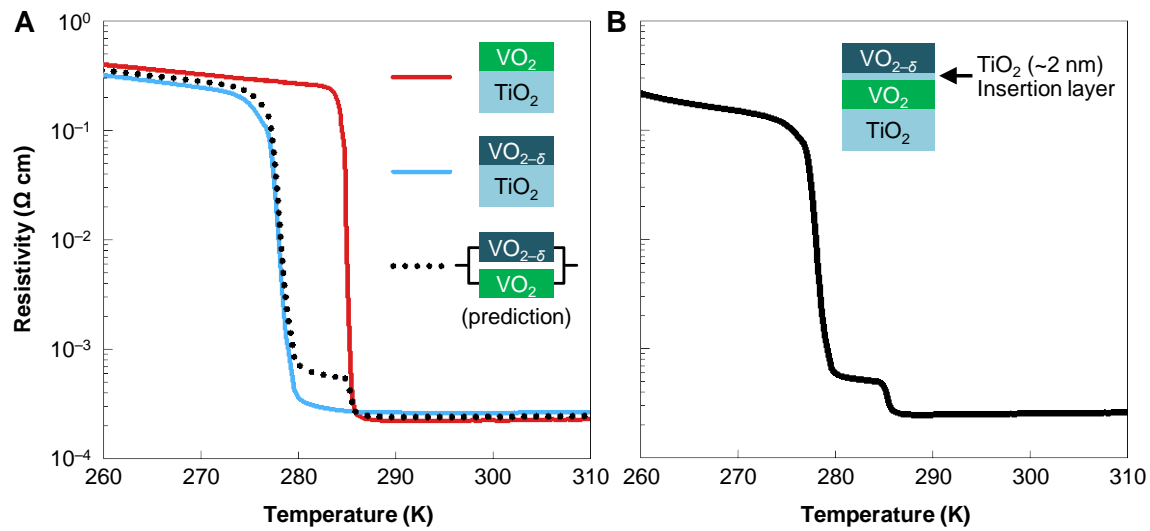 A
Resistivity (Ω cm)
10⁰
10⁻¹
10⁻²
10⁻³
10⁻⁴
260 270 280 290 300 310
Temperature (K)
VO₂
TiO₂
VO₂₋δ
TiO₂
VO₂₋δ
VO₂
(prediction)
B
VO₂₋δ
VO₂
TiO₂
TiO₂ (~2 nm)
Insertion layer
260 270 280 290 300 310
Temperature (K)